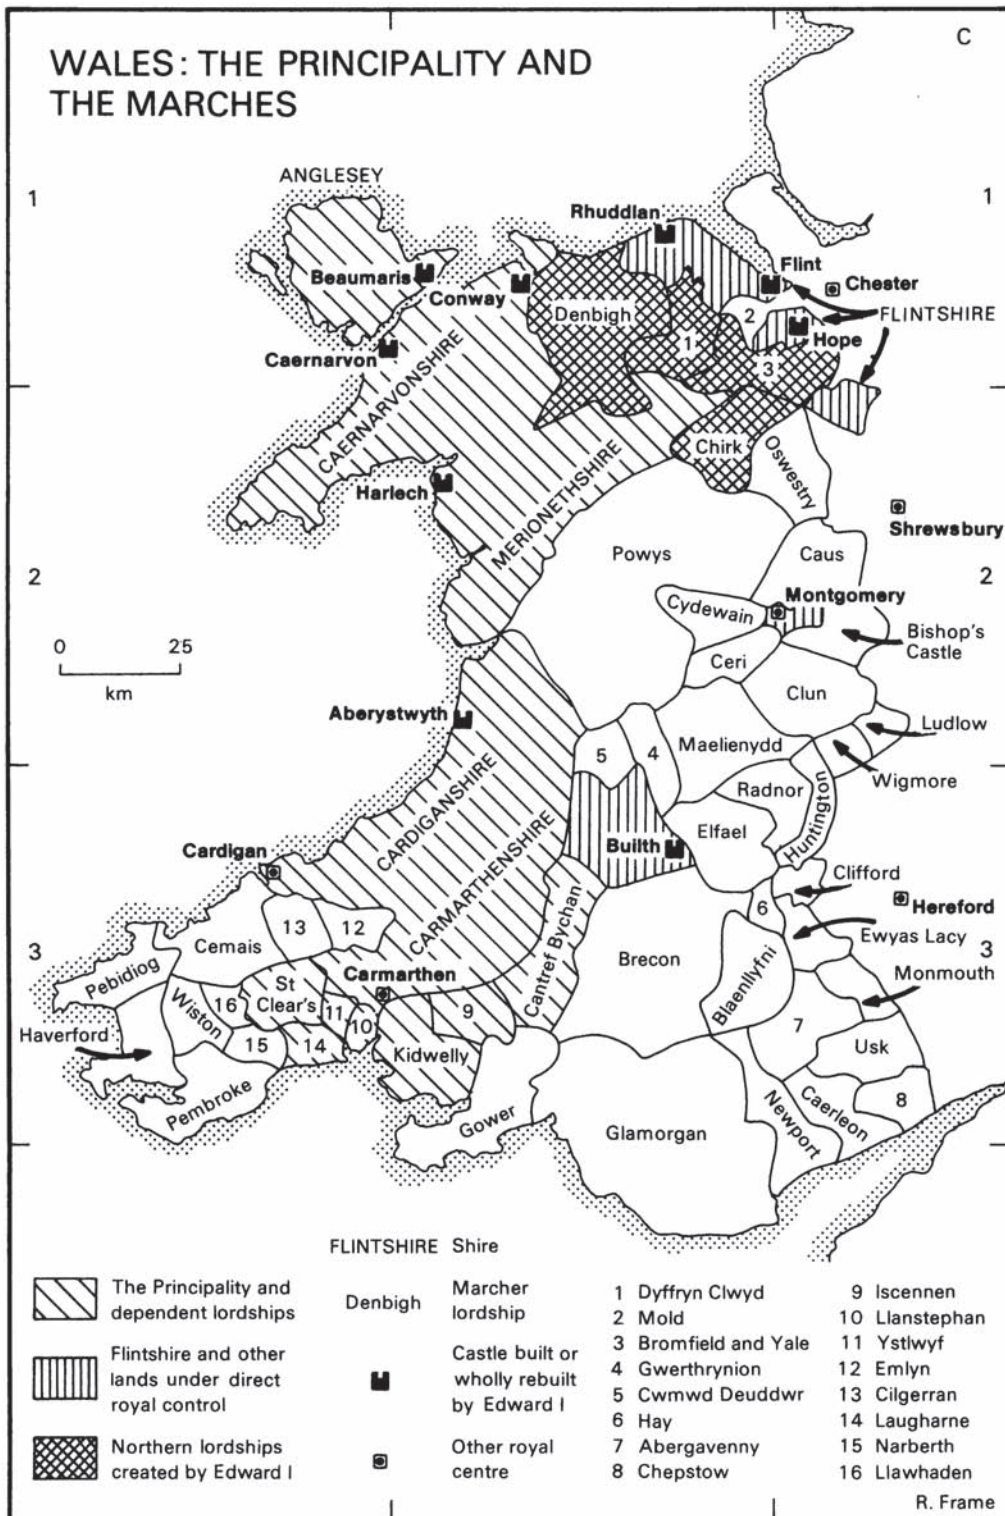 C
WALES: THE PRINCIPALITY AND
THE MARCHES
ANGLESEY
1
1
Rhuddlan
Beaumaris
Conway
Flint
Chester
Denbigh
2
FLINTSHIRE
Hope
1
3
Caernarvon
CAERNARVONSHIRE
Chirk
Oswestry
Harlech
MERIONETHSHIRE
Shrewsbury
Powys
Caus
2
2
Montgomery
Cydewain
Bishop's
Castle
0
25
km
Ceri
Clun
Aberystwyth
Ludlow
Maelienydd
5
4
Wigmore
Radnor
Huntington
CARDIGANSHIRE
Elfael
Builth
CARMARTHENSHIRE
Cardigan
Clifford
Hereford
6
Cantref Bychan
13
12
Ewyas Lacy
Cemais
3
3
Brecon
Blaenllyfni
Monmouth
Pebidiog
St
Clear's
Carmarthen
Wiston
16
11
10
9
7
Haverford
15
14
Kidwelly
Usk
Pembroke
Caerleon
8
Gower
Newport
Glamorgan
FLINTSHIRE Shire
The Principality and
dependent lordships
Denbigh
Marcher
lordship
Flintshire and other
lands under direct
royal control
Castle built or
wholly rebuilt
by Edward I
Northern lordships
created by Edward I
Other royal
centre
1 Dyffryn Clwyd
2 Mold
3 Bromfield and Yale
4 Gwerthrynion
5 Cwmwd Deuddwr
6 Hay
7 Abergavenny
8 Chepstow
9 Iscennen
10 Llanstephan
11 Ystlwyf
12 Emlyn
13 Cilgerran
14 Laugharne
15 Narberth
16 Llawhaden
R. Frame